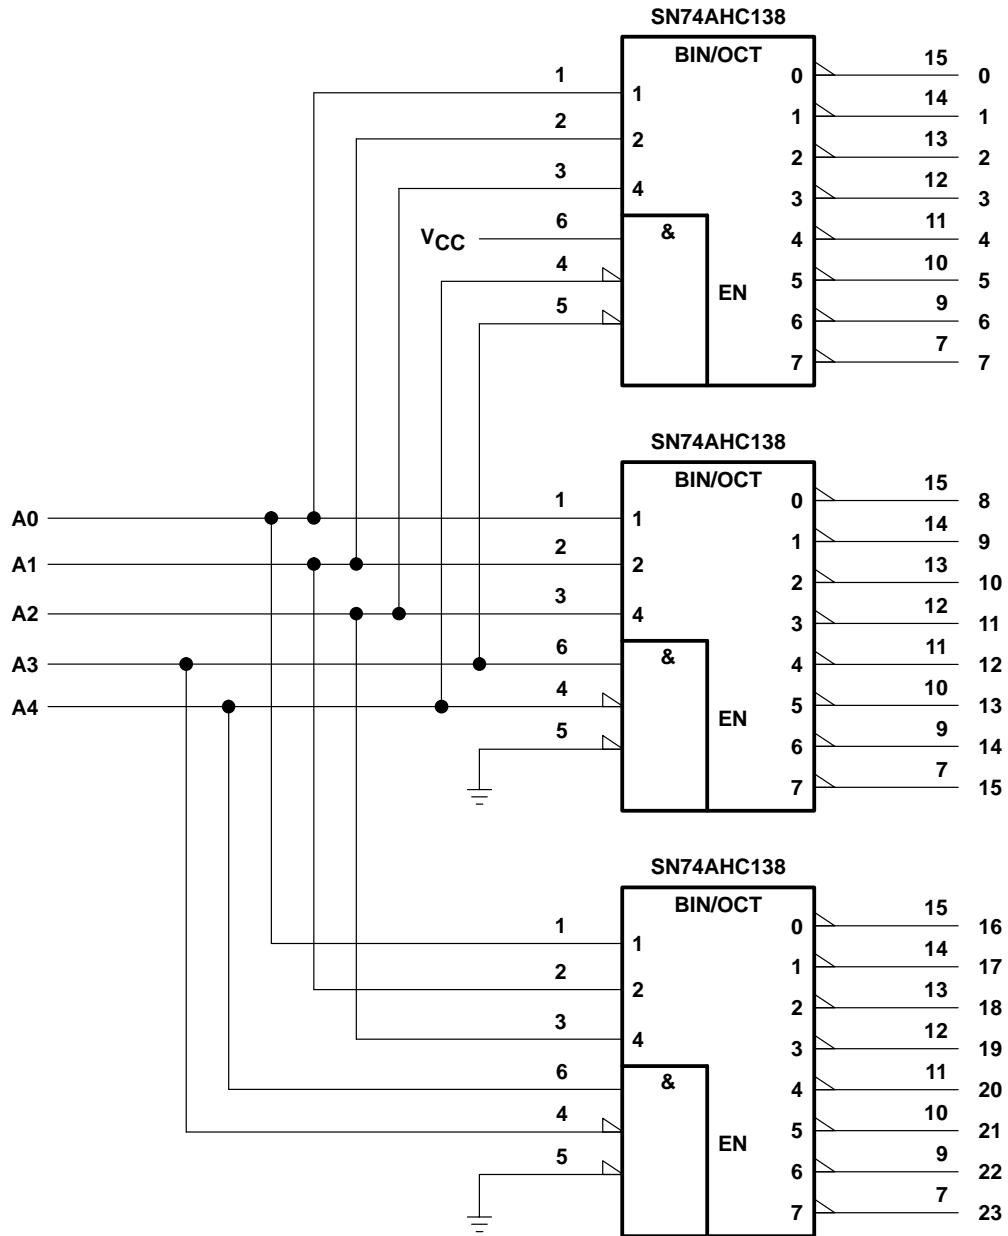 SN74AHC138
BIN/OCT
1 1
2 2
3 4
VCC 6 &
4
5
EN
0 15 0
1 14 1
2 13 2
3 12 3
4 11 4
5 10 5
6 9 6
7 7 7
SN74AHC138
BIN/OCT
A0 1 1
A1 2 2
A2 3 4
A3 6 &
A4 4
5
EN
0 15 8
1 14 9
2 13 10
3 12 11
4 11 12
5 10 13
6 9 14
7 7 15
SN74AHC138
BIN/OCT
1 1
2 2
3 4
6 &
4
5
EN
0 15 16
1 14 17
2 13 18
3 12 19
4 11 20
5 10 21
6 9 22
7 7 23